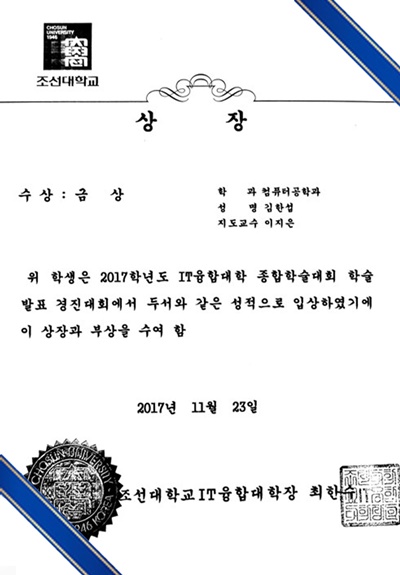 CHOSUN
UNIVERSITY
1946
조선대학교
상 장
수상 : 금 상
학 과 컴퓨터공학과
성 명 김한섭
지도교수 이지은
위 학생은 2017학년도 IT융합대학 종합학술대회 학술
발표 경진대회에서 두서와 같은 성적으로 입상하였기에
이 상장과 부상을 수여 함
2017년 11월 23일
CHOSUN UNIVERSITY
조선대학교IT융합대학장 최한수